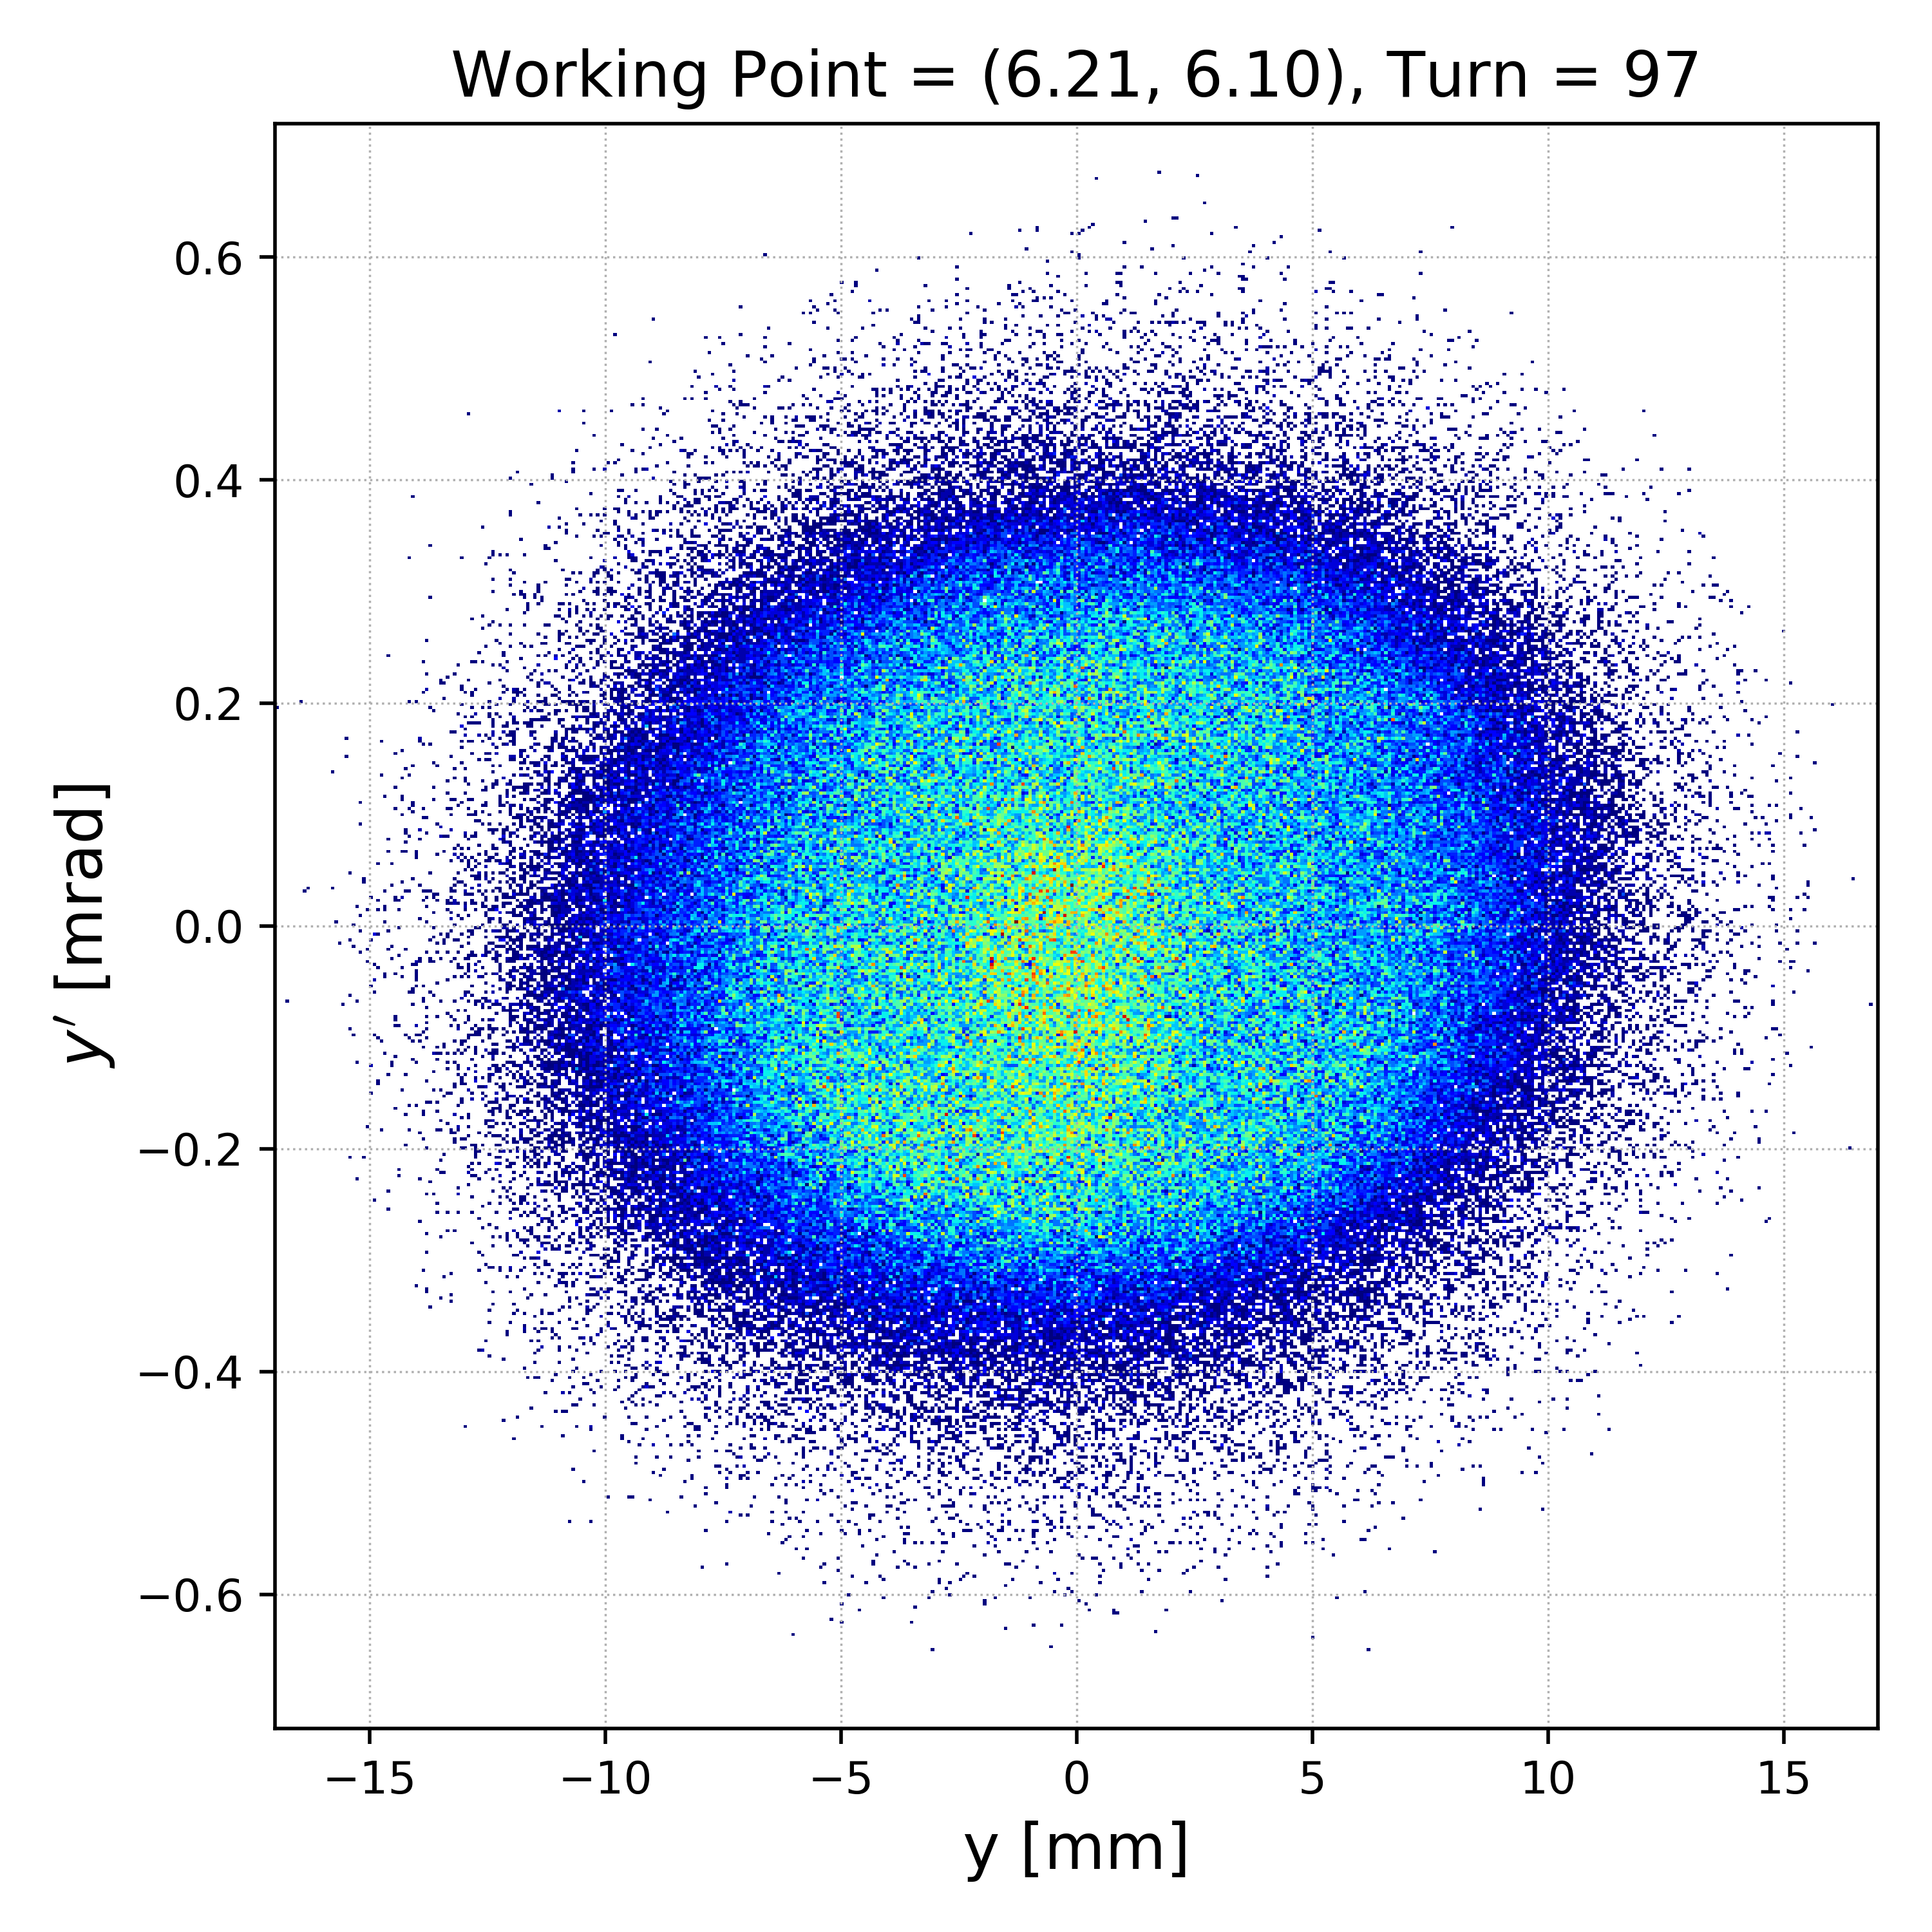 Working Point = (6.21, 6.10), Turn = 97
0.6
0.4
0.2
0.0
−0.2
−0.4
−0.6
y′ [mrad]
−15 −10 −5 0 5 10 15
y [mm]